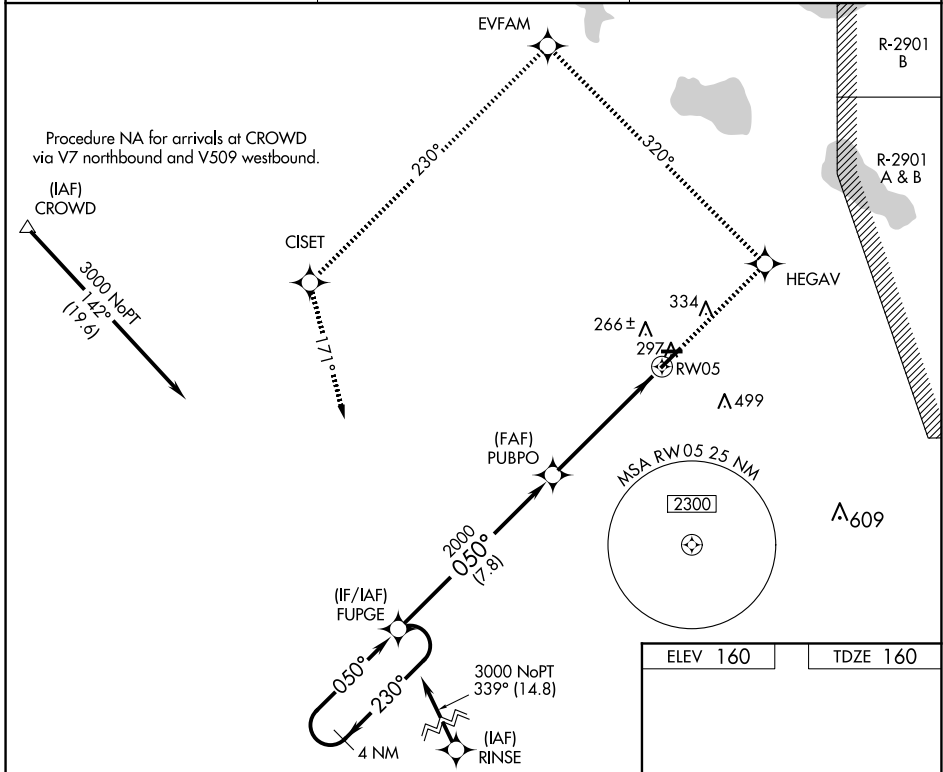 EVFAM
R-2901
B
Procedure NA for arrivals at CROWD
via V7 northbound and V509 westbound.
230°
320°
R-2901
A & B
(IAF)
CROWD
CISET
3000 NoPT
142°
(19.6)
HEGAV
334
266±
297
171°
RW05
499
(FAF)
PUBPO
MSA RW05 25 NM
2300
609
2000
050°
(7.8)
(IF/IAF)
FUPGE
ELEV 160
TDZE 160
050°
230°
3000 NoPT
339° (14.8)
4 NM
(IAF)
RINSE